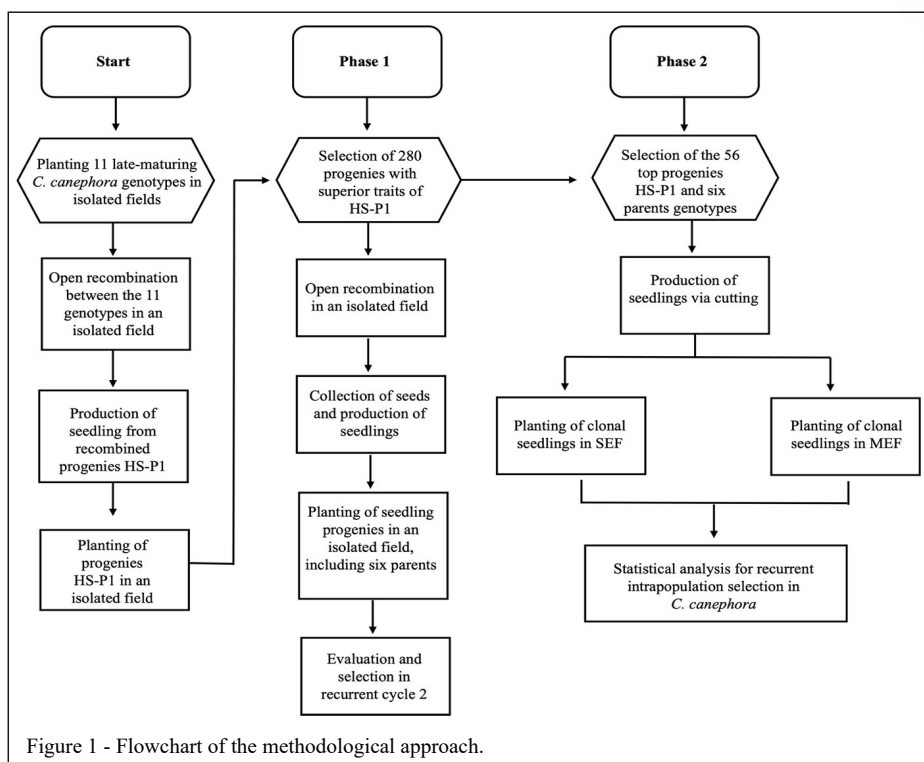 Start
Planting 11 late-maturing
C. canephora genotypes in
isolated fields
Open recombination
between the 11
genotypes in an
isolated field
Production of
seedling from
recombined
progenies HS-P1
Planting of
progenies
HS-P1 in an
isolated field
Phase 1
Selection of 280 progenies with
superior traits of
HS-P1
Open recombination
in an isolated field
Collection of seeds
and production of
seedlings
Planting of seedling
progenies in an
isolated field,
including six parents
Evaluation and
selection in
recurrent cycle 2
Phase 2
Selection of the 56
top progenies
HS-P1 and six
parents genotypes
Production of
seedlings via cutting
Planting of clonal
seedlings in SEF
Planting of clonal
seedlings in MEF
Statistical analysis for recurrent
intrapopulation selection in
C. canephora
Figure 1 - Flowchart of the methodological approach.